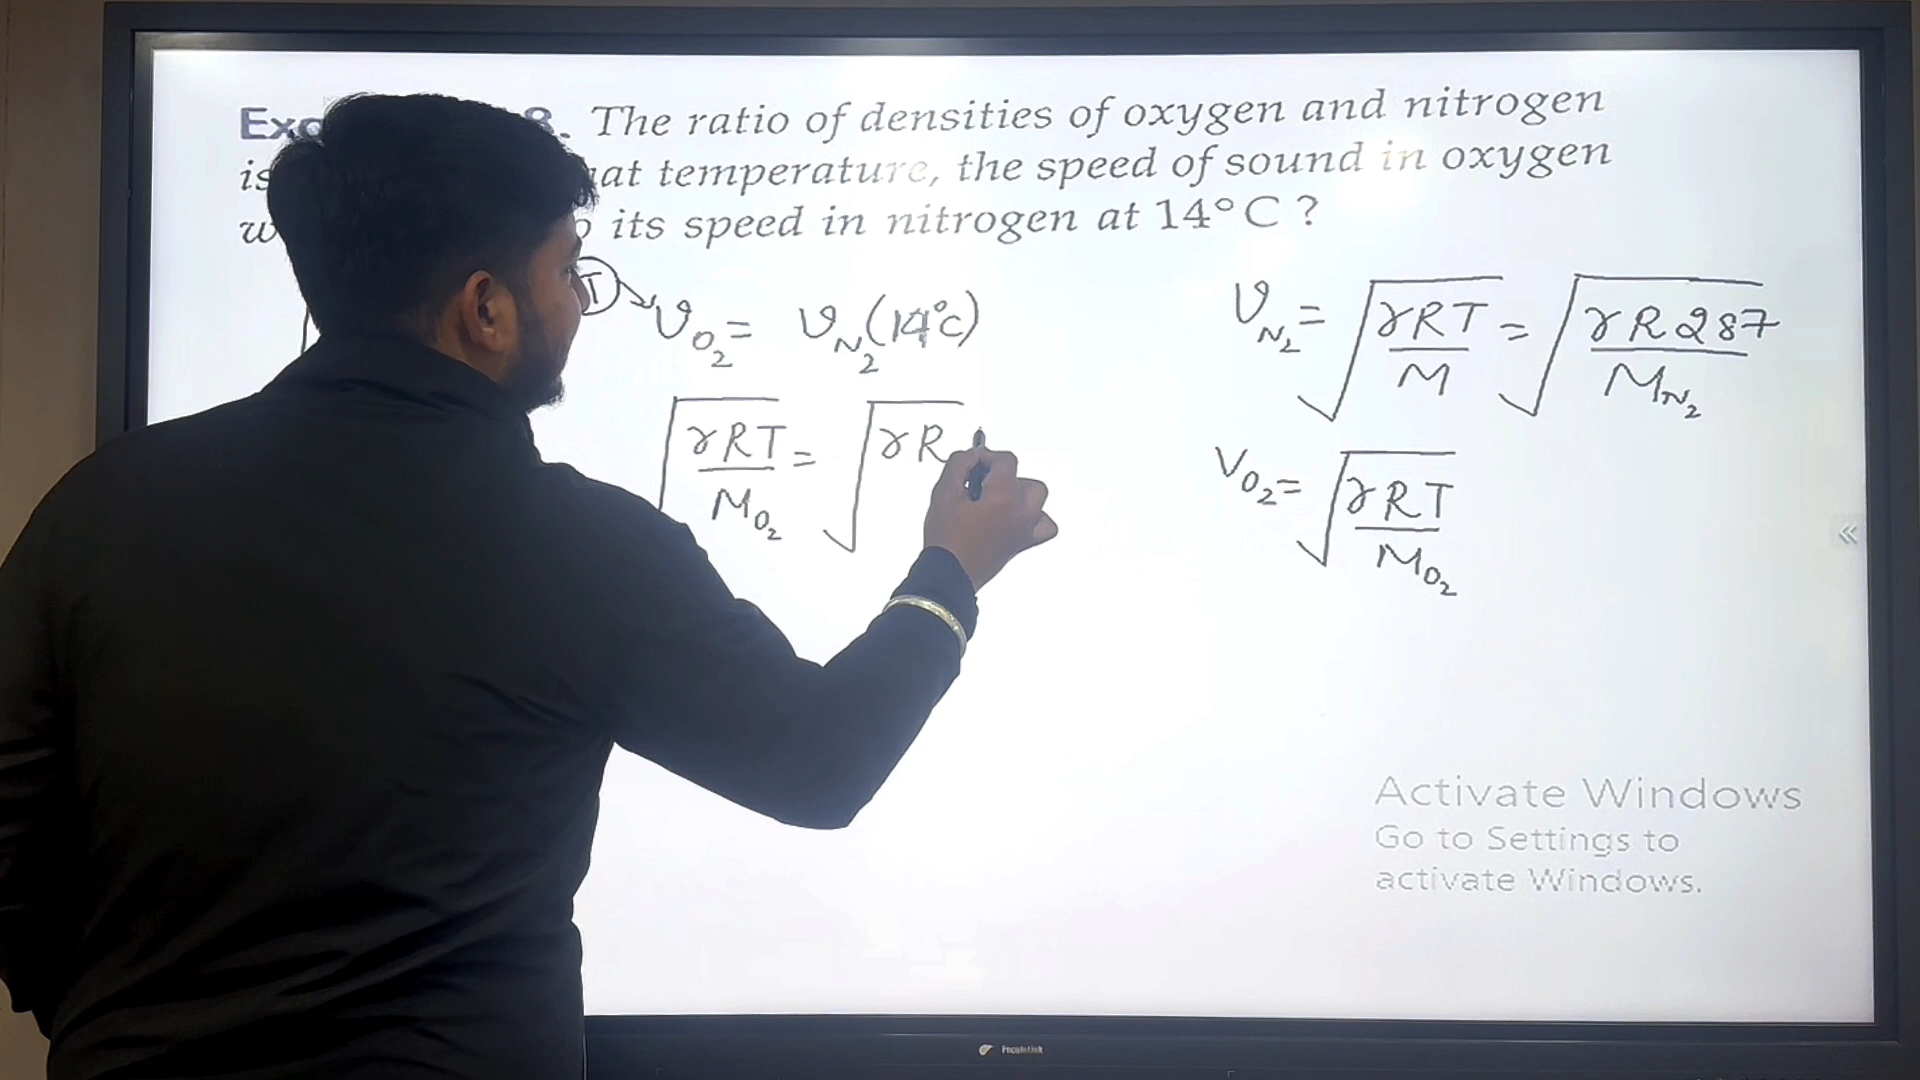 8. The ratio of densities of oxygen and nitrogen
is at temperature, the speed of sound in oxygen
its speed in nitrogen at 14°C ?
T
υO2 = υN2(14°C)
√(γRT/MO2) = √(γR
υN2 = √(γRT/M) = √(γR287/MN2)
VO2 = √(γRT/MO2)
Activate Windows
Go to Settings to
activate Windows.